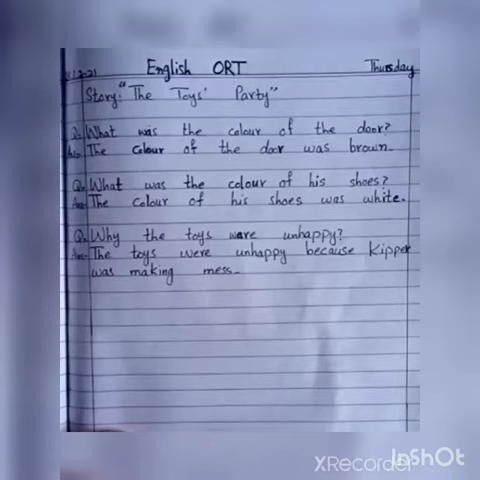 1/2021 English ORT Thursday
Story:"The Toys' Party"
Q:- What was the colour of the door?
Ans:- The colour of the door was brown.
Q:- What was the colour of his shoes?
Ans:- The colour of his shoes was white.
Q:- Why the toys were unhappy?
Ans:- The toys were unhappy because Kipper
was making mess.
XRecorder
InShOt